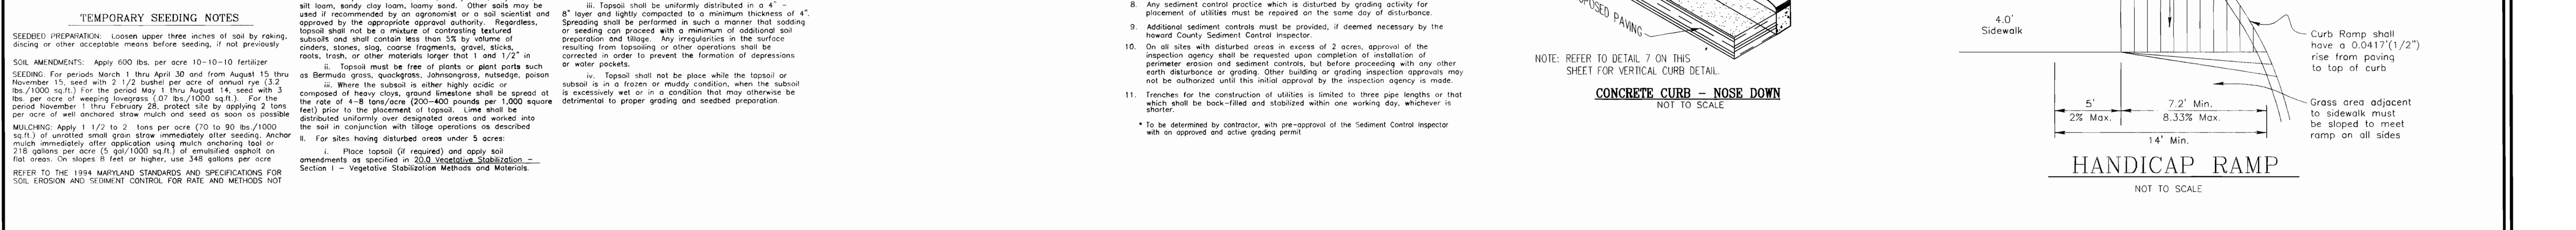 TEMPORARY SEEDING NOTES
SEEDBED PREPARATION: Loosen upper three inches of soil by raking,
discing or other acceptable means before seeding, if not previously
SOIL AMENDMENTS: Apply 600 lbs. per acre 10-10-10 fertilizer
SEEDING: For periods March 1 thru April 30 and from August 15 thru
November 15, seed with 2 1/2 bushel per acre of annual rye (3.2
lbs./1000 sq.ft.) For the period May 1 thru August 14, seed with 3
lbs. per acre of weeping lovegrass (.07 lbs./1000 sq.ft.). For the
period November 1 thru February 28, protect site by applying 2 tons
per acre of well anchored straw mulch and seed as soon as possible
MULCHING: Apply 1 1/2 to 2 tons per acre (70 to 90 lbs./1000
sq.ft.) of unrotted small grain straw immediately after seeding. Anchor
mulch immediately after application using mulch anchoring tool or
218 gallons per acre (5 gal/1000 sq.ft.) of emulsified asphalt on
flat areas. On slopes 8 feet or higher, use 348 gallons per acre
REFER TO THE 1994 MARYLAND STANDARDS AND SPECIFICATIONS FOR
SOIL EROSION AND SEDIMENT CONTROL FOR RATE AND METHODS NOT
silt loam, sandy clay loam, loamy sand. Other soils may be
used if recommended by an agronomist or a soil scientist and
approved by the appropriate approval authority. Regardless,
topsoil shall not be a mixture of contrasting textured
subsoils and shall contain less than 5% by volume of
cinders, stones, slag, coarse fragments, gravel, sticks,
roots, trash, or other materials larger that 1 and 1/2" in
ii. Topsoil must be free of plants or plant parts such
as Bermuda grass, quackgrass, Johnsongrass, nutsedge, poison
iii. Where the subsoil is either highly acidic or
composed of heavy clays, ground limestone shall be spread at
the rate of 4-8 tons/acre (200-400 pounds per 1,000 square
feet) prior to the placement of topsoil. Lime shall be
distributed uniformly over designated areas and worked into
the soil in conjunction with tillage operations as described
II. For sites having disturbed areas under 5 acres:
i. Place topsoil (if required) and apply soil
amendments as specified in 20.0 Vegetative Stabilization -
Section I - Vegetative Stabilization Methods and Materials.
iii. Topsoil shall be uniformly distributed in a 4" -
8" layer and lightly compacted to a minimum thickness of 4".
Spreading shall be performed in such a manner that sodding
or seeding can proceed with a minimum of additional soil
preparation and tillage. Any irregularities in the surface
resulting from topsoiling or other operations shall be
corrected in order to prevent the formation of depressions
or water pockets.
iv. Topsoil shall not be place while the topsoil or
subsoil is in a frozen or muddy condition, when the subsoil
is excessively wet or in a condition that may otherwise be
detrimental to proper grading and seedbed preparation.
8. Any sediment control practice which is disturbed by grading activity for
placement of utilities must be repaired on the same day of disturbance.
9. Additional sediment controls must be provided, if deemed necessary by the
howard County Sediment Control Inspector.
10. On all sites with disturbed areas in excess of 2 acres, approval of the
inspection agency shall be requested upon completion of installation of
perimeter erosion and sediment controls, but before proceeding with any other
earth disturbance or grading. Other building or grading inspection approvals may
not be authorized until this initial approval by the inspection agency is made.
11. Trenches for the construction of utilities is limited to three pipe lengths or that
which shall be back-filled and stabilized within one working day, whichever is
shorter.
* To be determined by contractor, with pre-approval of the Sediment Control Inspector
with an approved and active grading permit
POSED PAVING
NOTE: REFER TO DETAIL 7 ON THIS
SHEET FOR VERTICAL CURB DETAIL.
CONCRETE CURB - NOSE DOWN
NOT TO SCALE
4.0'
Sidewalk
Curb Ramp shall
have a 0.0417'(1/2")
rise from paving
to top of curb
Grass area adjacent
to sidewalk must
be sloped to meet
ramp on all sides
5'
2% Max.
7.2' Min.
8.33% Max.
14' Min.
HANDICAP RAMP
NOT TO SCALE